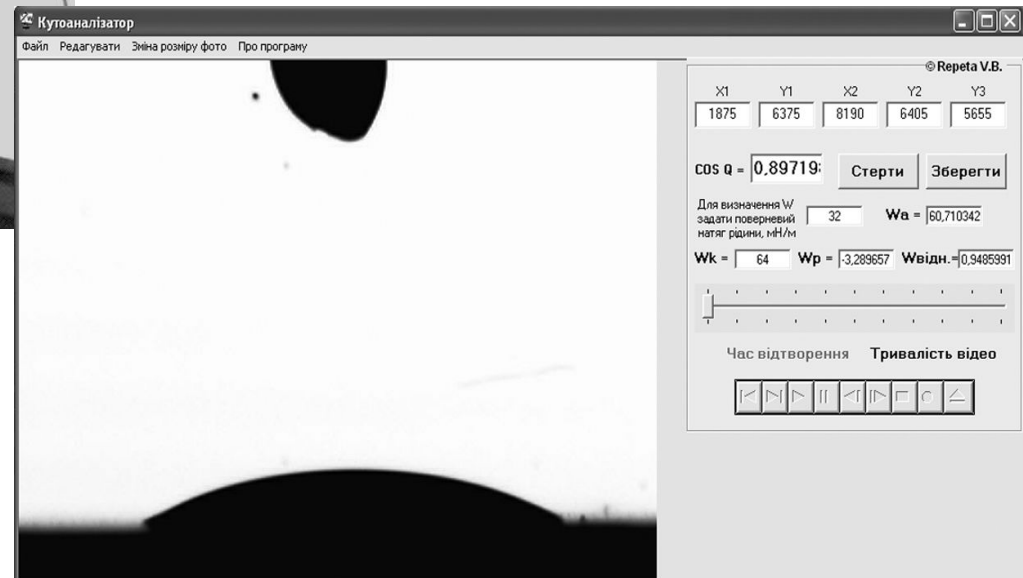 Кутоаналізатор
Файл Редагувати Зміна розміру фото Про програму
© Repeta V.B.
X1 Y1 X2 Y2 Y3
1875 6375 8190 6405 5655
COS Q = 0,89719 Стерти Зберегти
Для визначення W
задати поверневий
натяг рідини, мН/м
32 Wa = 60,710342
Wk = 64 Wp = -3,289657 Wвідн.= 0,9485991
Час відтворення Тривалість відео